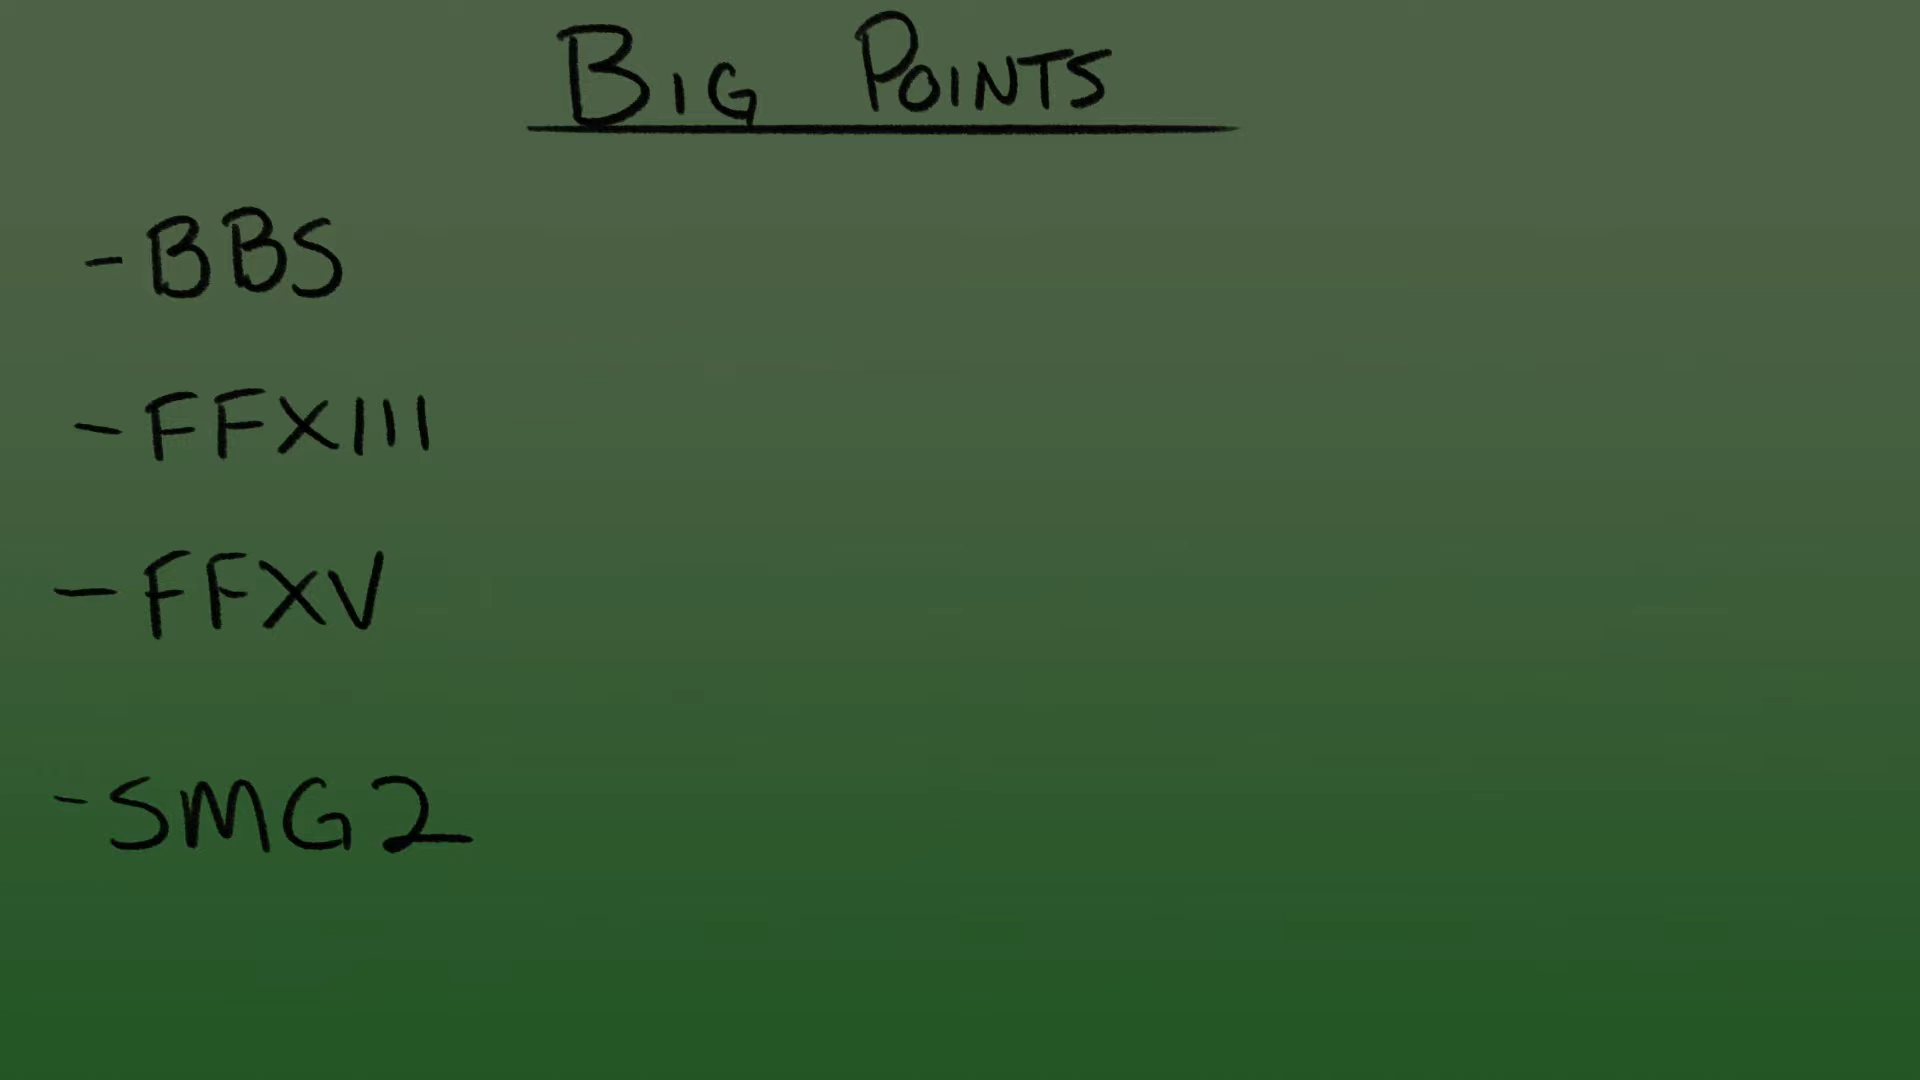 BIG POINTS
- BBS
- FFXIII
- FFXV
- SMG2